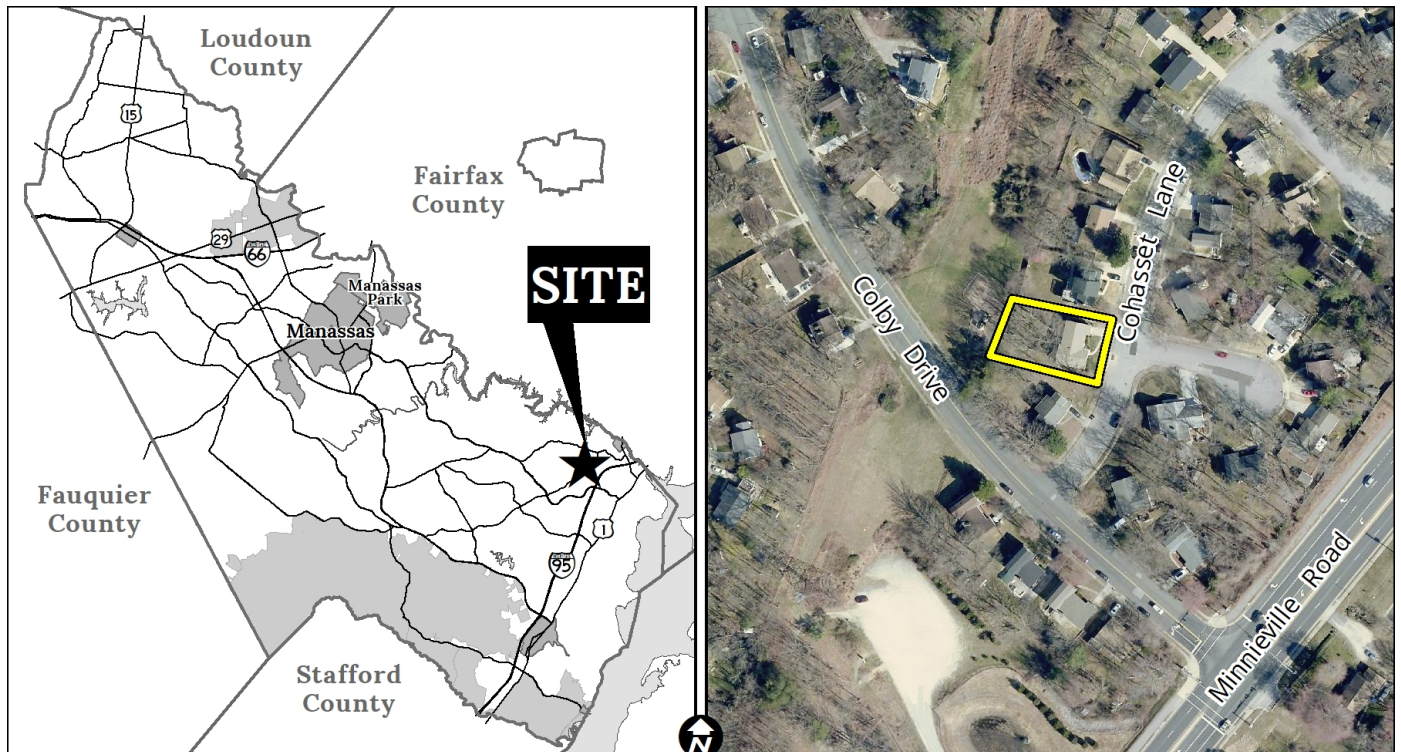 Loudoun
County
15
Fairfax
County
29
66
SITE
Manassas
Park
Manassas
Fauquier
County
1
95
Stafford
County
N
Cohasset Lane
Colby Drive
Minnieville Road